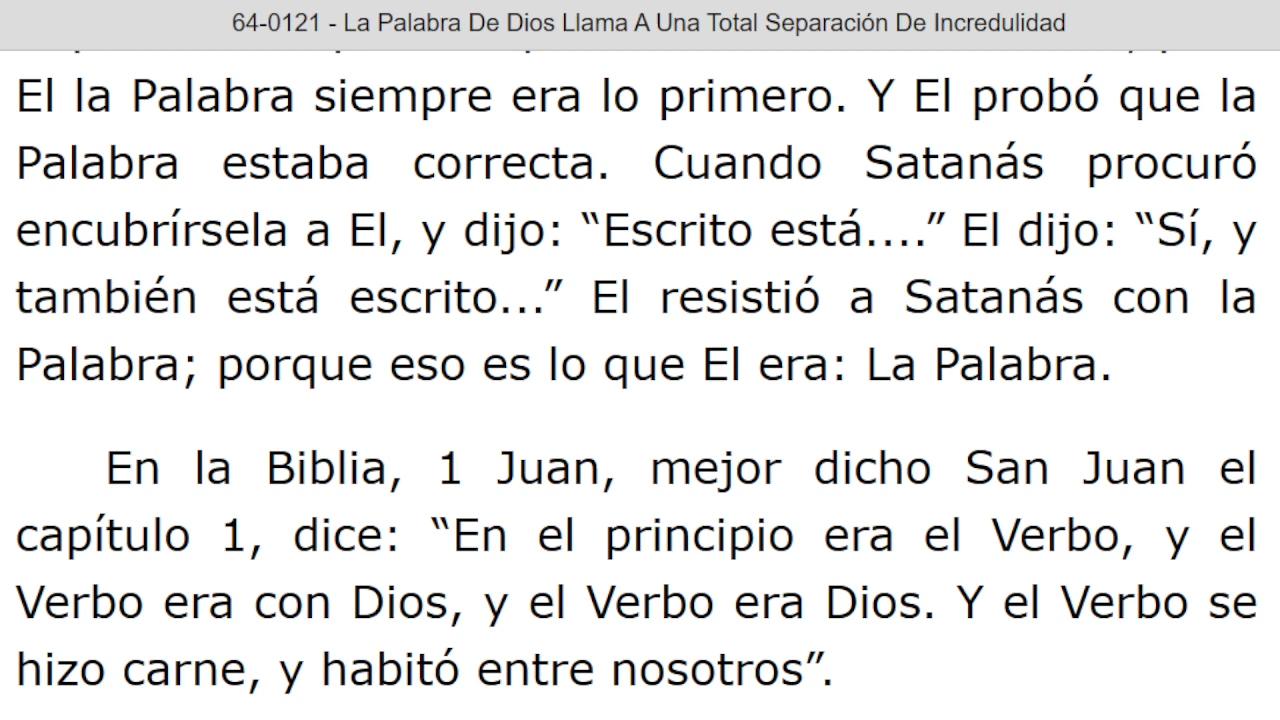 64-0121 - La Palabra De Dios Llama A Una Total Separación De Incredulidad
El la Palabra siempre era lo primero. Y El probó que la
Palabra estaba correcta. Cuando Satanás procuró
encubrírsela a El, y dijo: “Escrito está....” El dijo: “Sí, y
también está escrito...” El resistió a Satanás con la
Palabra; porque eso es lo que El era: La Palabra.
En la Biblia, 1 Juan, mejor dicho San Juan el
capítulo 1, dice: “En el principio era el Verbo, y el
Verbo era con Dios, y el Verbo era Dios. Y el Verbo se
hizo carne, y habitó entre nosotros”.